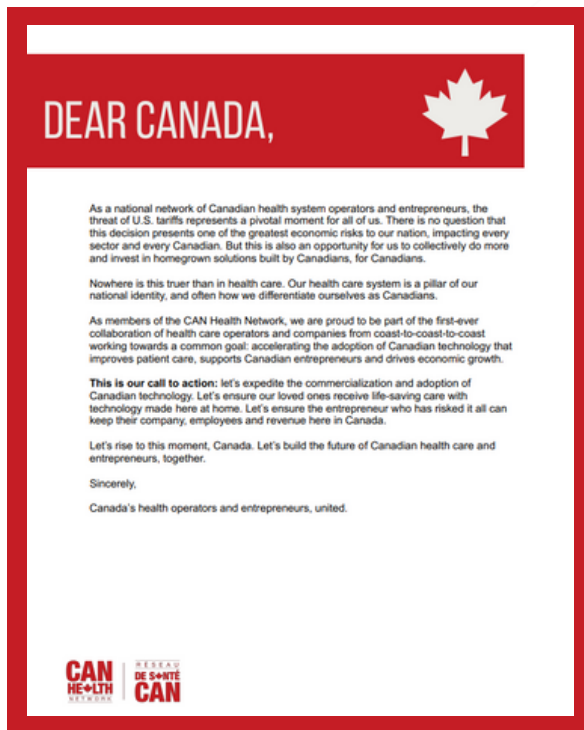 DEAR CANADA,
As a national network of Canadian health system operators and entrepreneurs, the
threat of U.S. tariffs represents a pivotal moment for all of us. There is no question that
this decision presents one of the greatest economic risks to our nation, impacting every
sector and every Canadian. But this is also an opportunity for us to collectively do more
and invest in homegrown solutions built by Canadians, for Canadians.
Nowhere is this truer than in health care. Our health care system is a pillar of our
national identity, and often how we differentiate ourselves as Canadians.
As members of the CAN Health Network, we are proud to be part of the first-ever
collaboration of health care operators and companies from coast-to-coast-to-coast
working towards a common goal: accelerating the adoption of Canadian technology that
improves patient care, supports Canadian entrepreneurs and drives economic growth.
This is our call to action: let's expedite the commercialization and adoption of
Canadian technology. Let's ensure our loved ones receive life-saving care with
technology made here at home. Let's ensure the entrepreneur who has risked it all can
keep their company, employees and revenue here in Canada.
Let's rise to this moment, Canada. Let's build the future of Canadian health care and
entrepreneurs, together.
Sincerely,
Canada's health operators and entrepreneurs, united.
CAN
HEALTH
NETWORK
RÉSEAU
DE SANTÉ
CAN